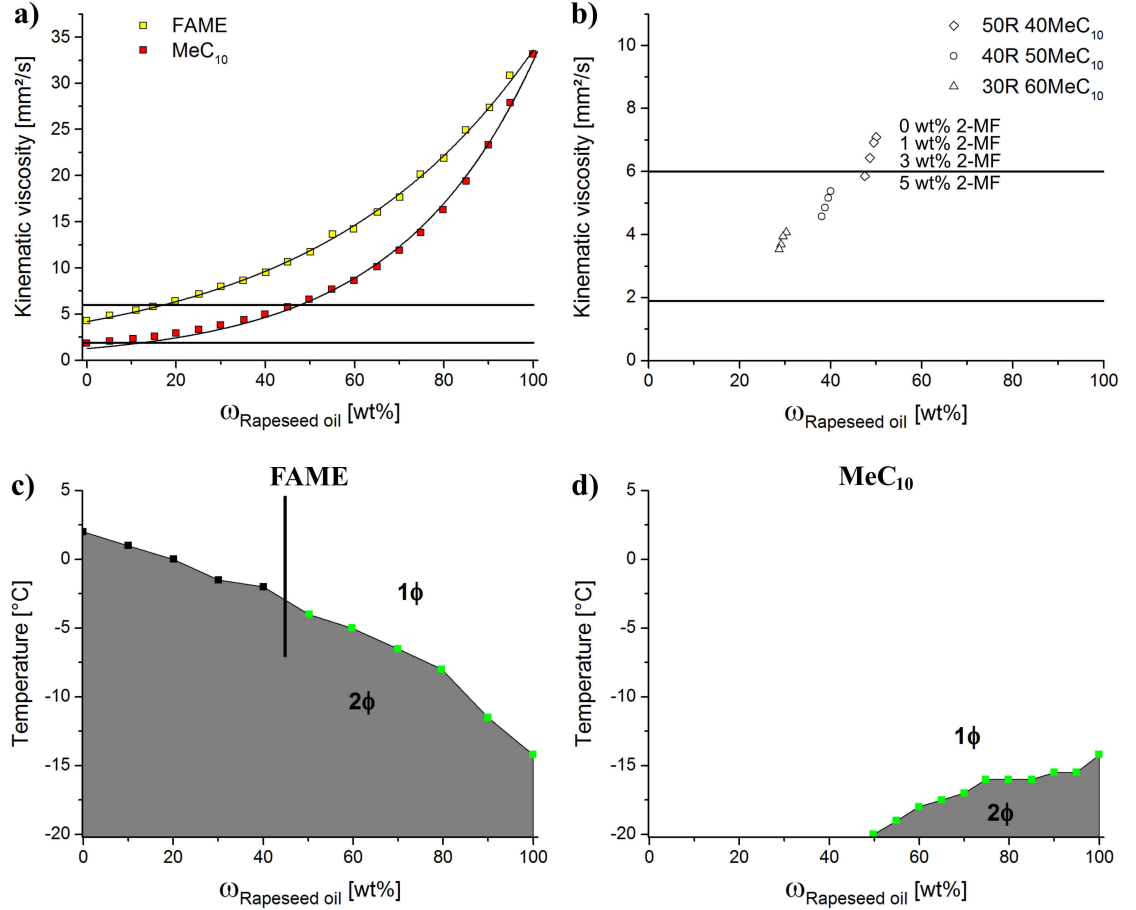 a)
FAME
MeC₁₀
Kinematic viscosity [mm²/s]
35
30
25
20
15
10
5
0
0 20 40 60 80 100
ωRapeseed oil [wt%]
b)
50R 40MeC₁₀
40R 50MeC₁₀
30R 60MeC₁₀
0 wt% 2-MF
1 wt% 2-MF
3 wt% 2-MF
5 wt% 2-MF
Kinematic viscosity [mm²/s]
10
8
6
4
2
0
0 20 40 60 80 100
ωRapeseed oil [wt%]
c)
FAME
Temperature [°C]
5
0
-5
-10
-15
-20
1ϕ
2ϕ
0 20 40 60 80 100
ωRapeseed oil [wt%]
d)
MeC₁₀
Temperature [°C]
5
0
-5
-10
-15
-20
1ϕ
2ϕ
0 20 40 60 80 100
ωRapeseed oil [wt%]